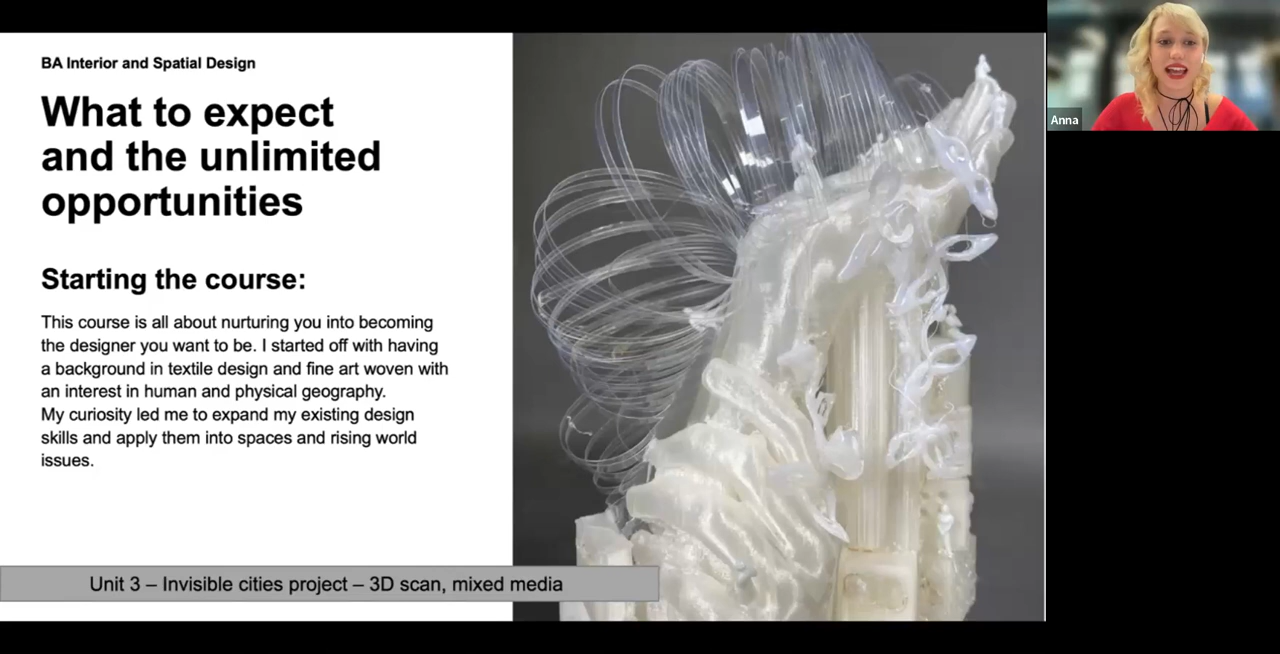 BA Interior and Spatial Design
What to expect
and the unlimited
opportunities
Starting the course:
This course is all about nurturing you into becoming
the designer you want to be. I started off with having
a background in textile design and fine art woven with
an interest in human and physical geography.
My curiosity led me to expand my existing design
skills and apply them into spaces and rising world
issues.
Unit 3 – Invisible cities project – 3D scan, mixed media
Anna